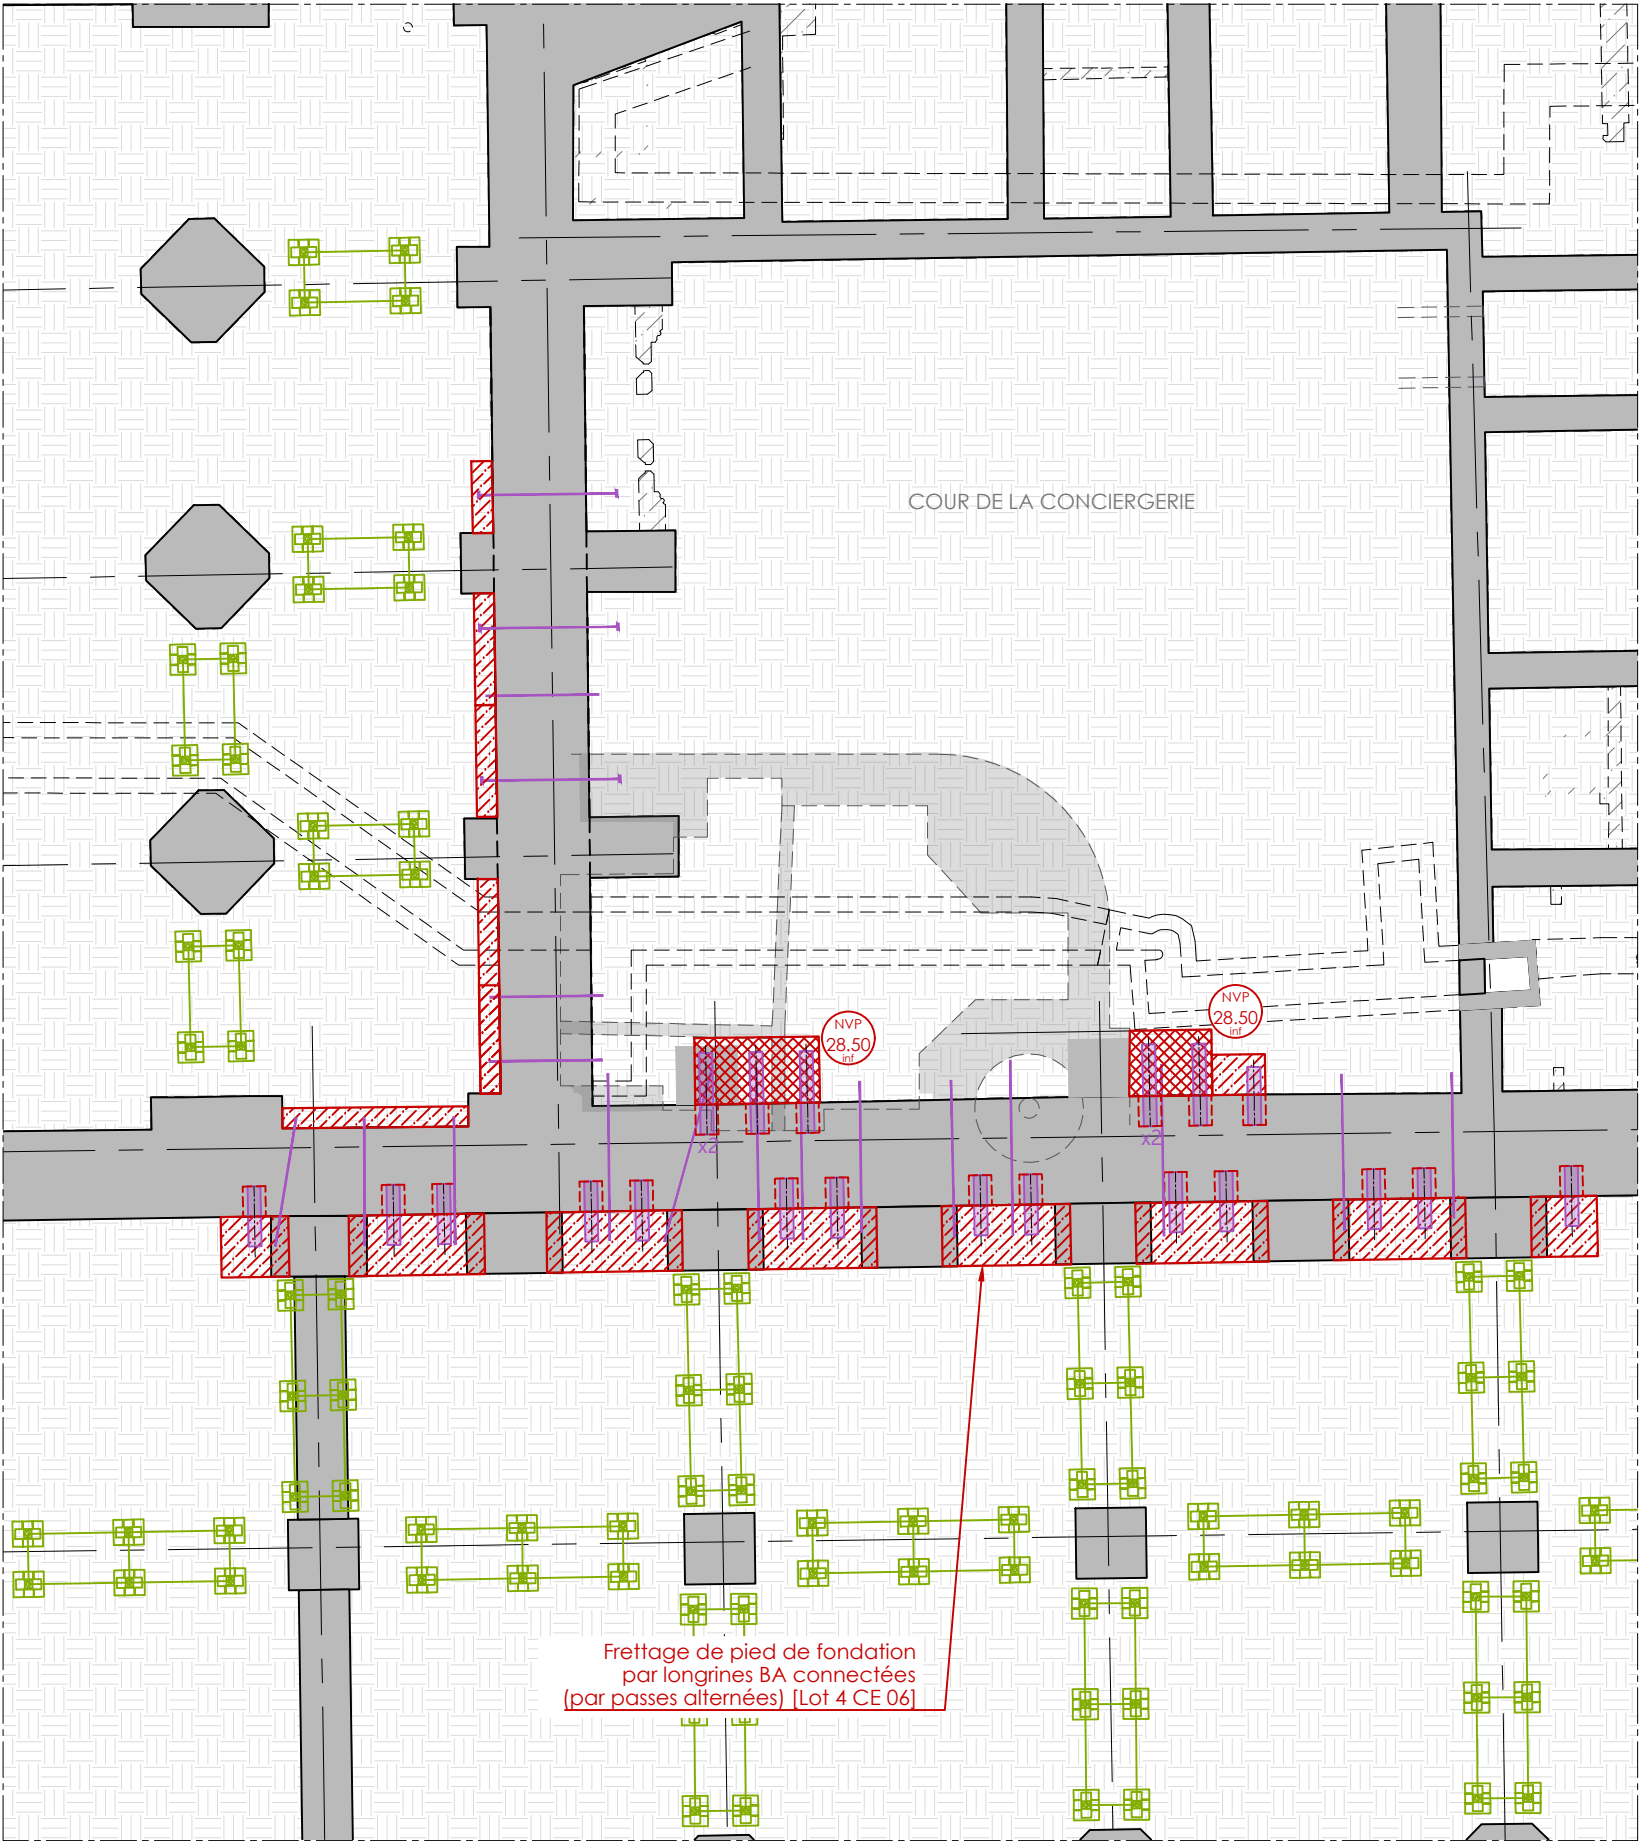 COUR DE LA CONCIERGERIE
NVP
28.50
inf
NVP
28.50
inf
x2
x2
Frettage de pied de fondation
par longrines BA connectées
(par passes alternées) [Lot 4 CE 06]